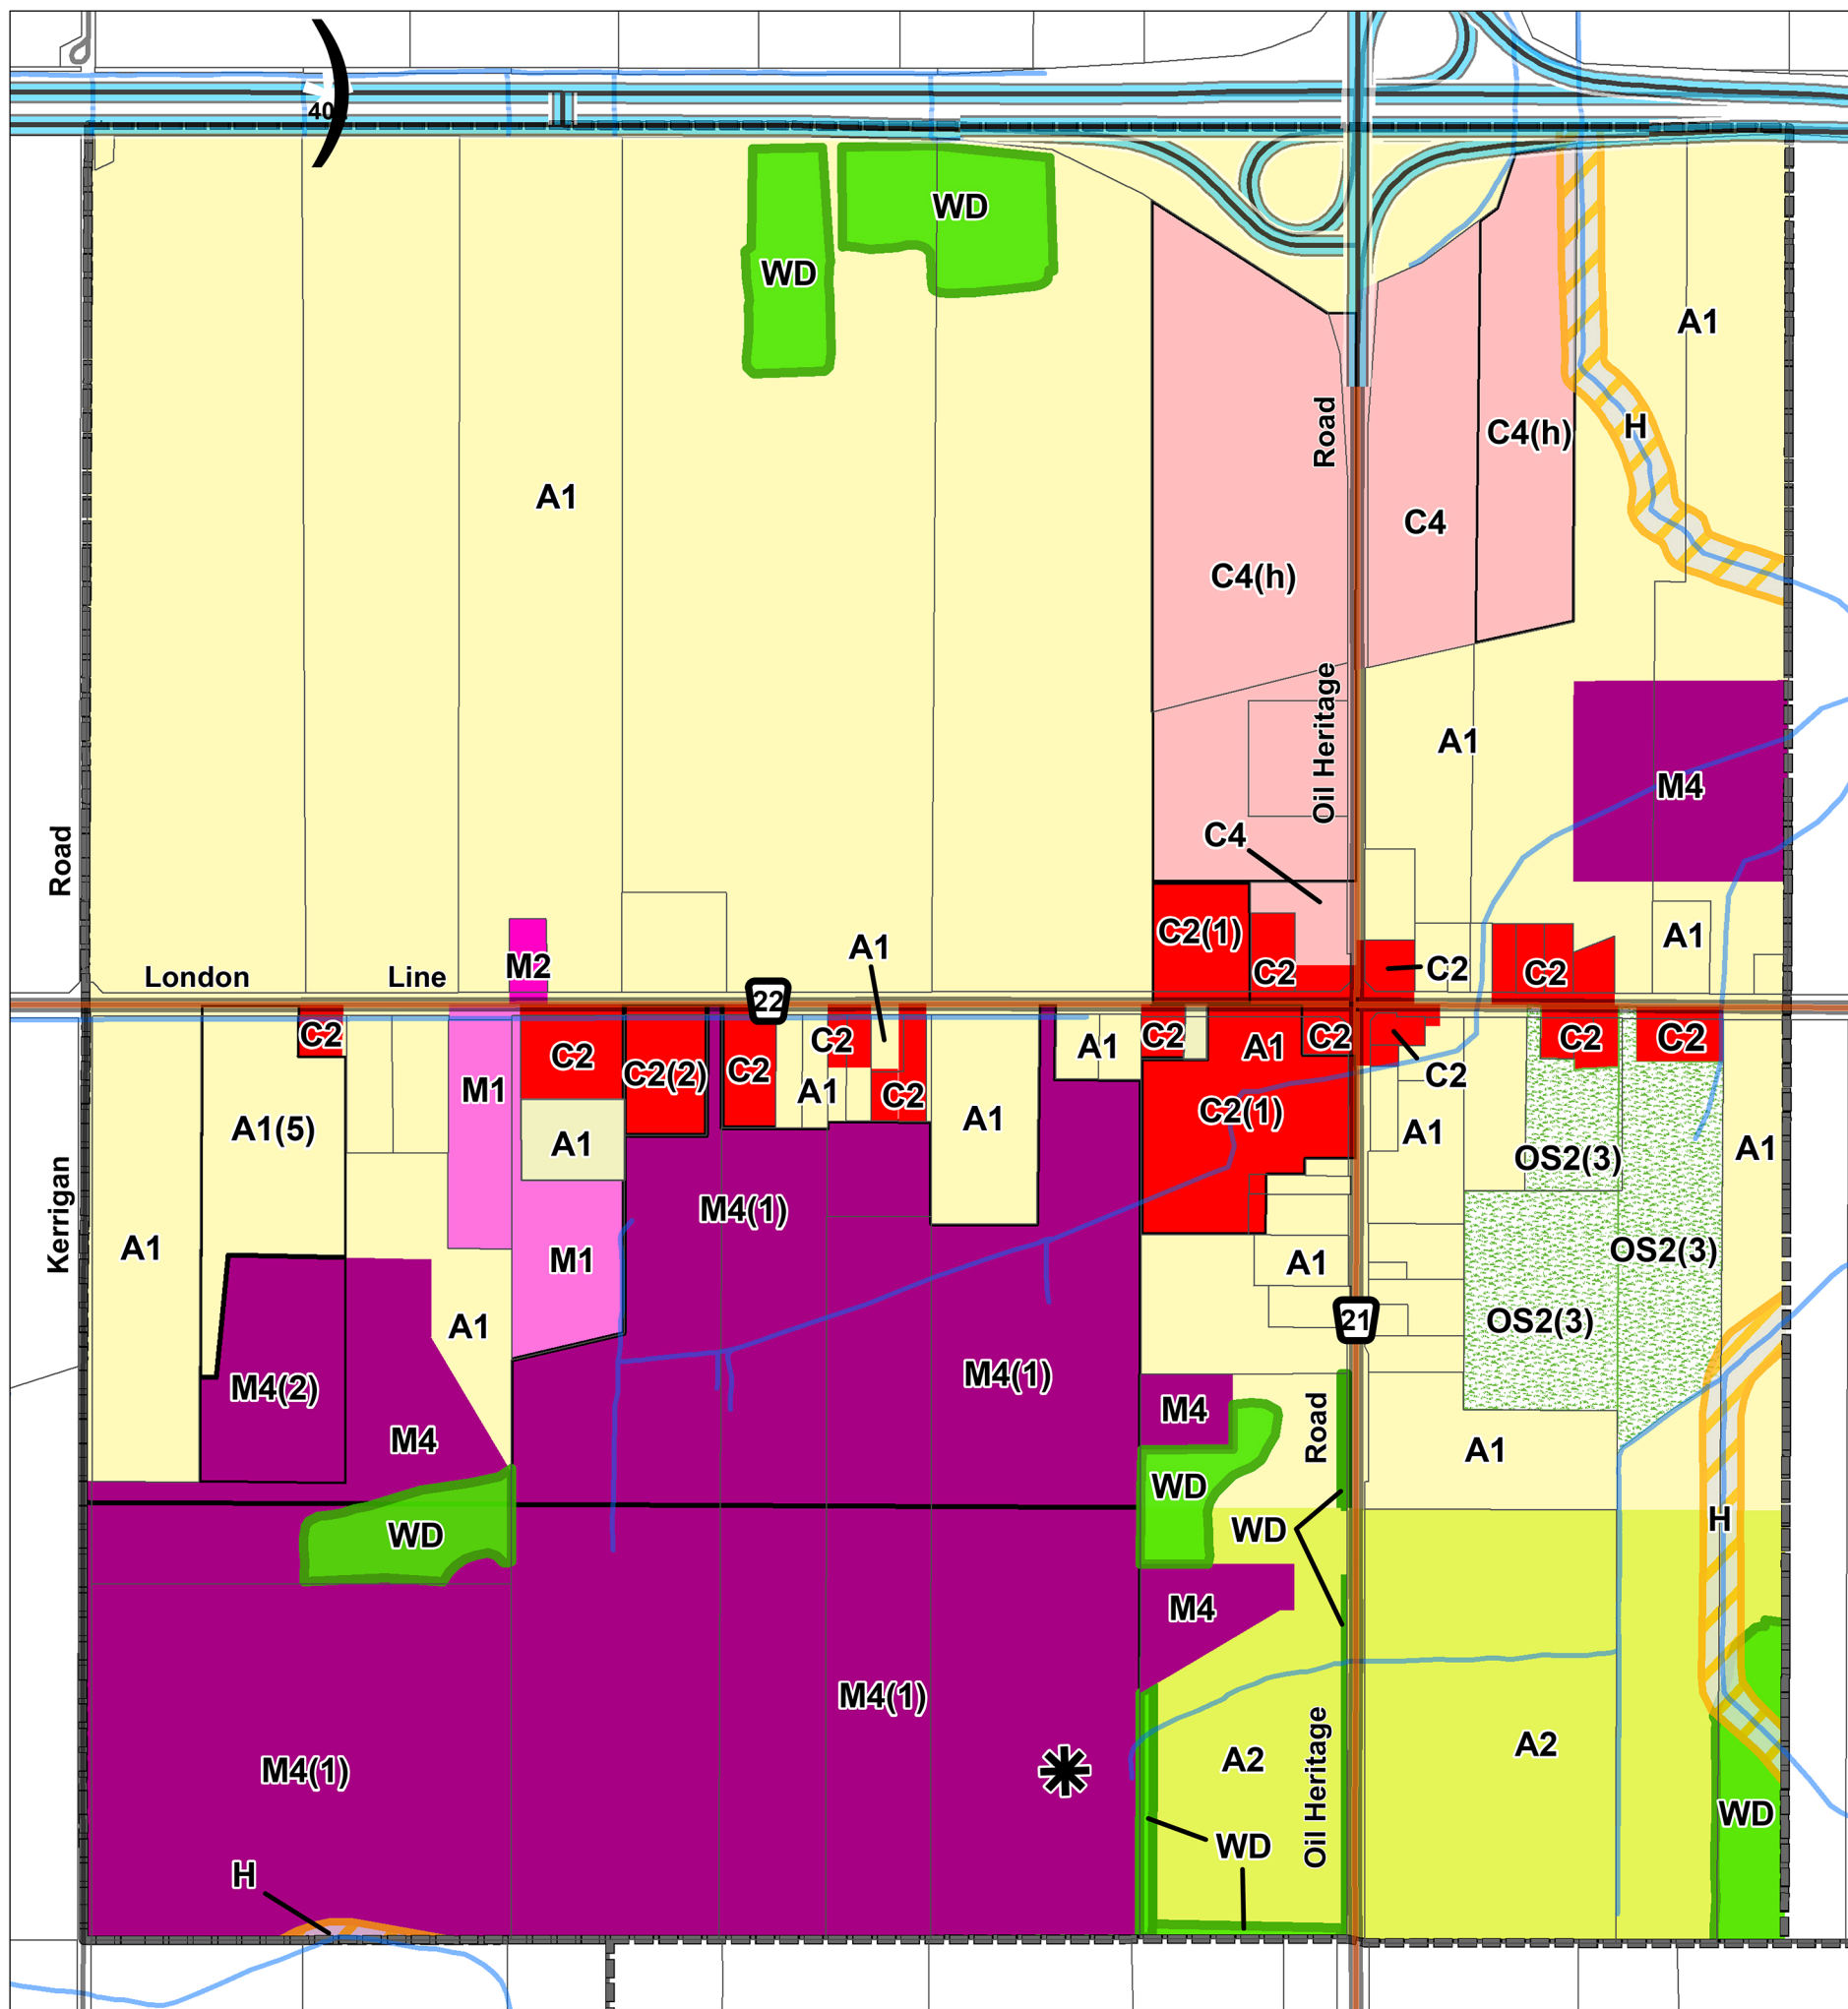 40
WD
WD
A1
H
Road
C4(h)
A1
C4
C4(h)
Oil Heritage
A1
M4
C4
Road
C2(1)
A1
A1
M2
C2
C2
C2
London Line
22
C2
C2
C2(2)
C2
C2
A1
C2
A1
C2
A1
C2
C2
C2
C2
M1
A1
C2
A1(5)
A1
A1
C2(1)
A1
A1
OS2(3)
Kerrigan
A1
M1
M4(1)
A1
OS2(3)
A1
21
OS2(3)
M4(2)
M4(1)
M4
M4
Road
A1
WD
WD
WD
H
M4
M4(1)
M4(1)
Oil Heritage
A2
A2
WD
WD
H